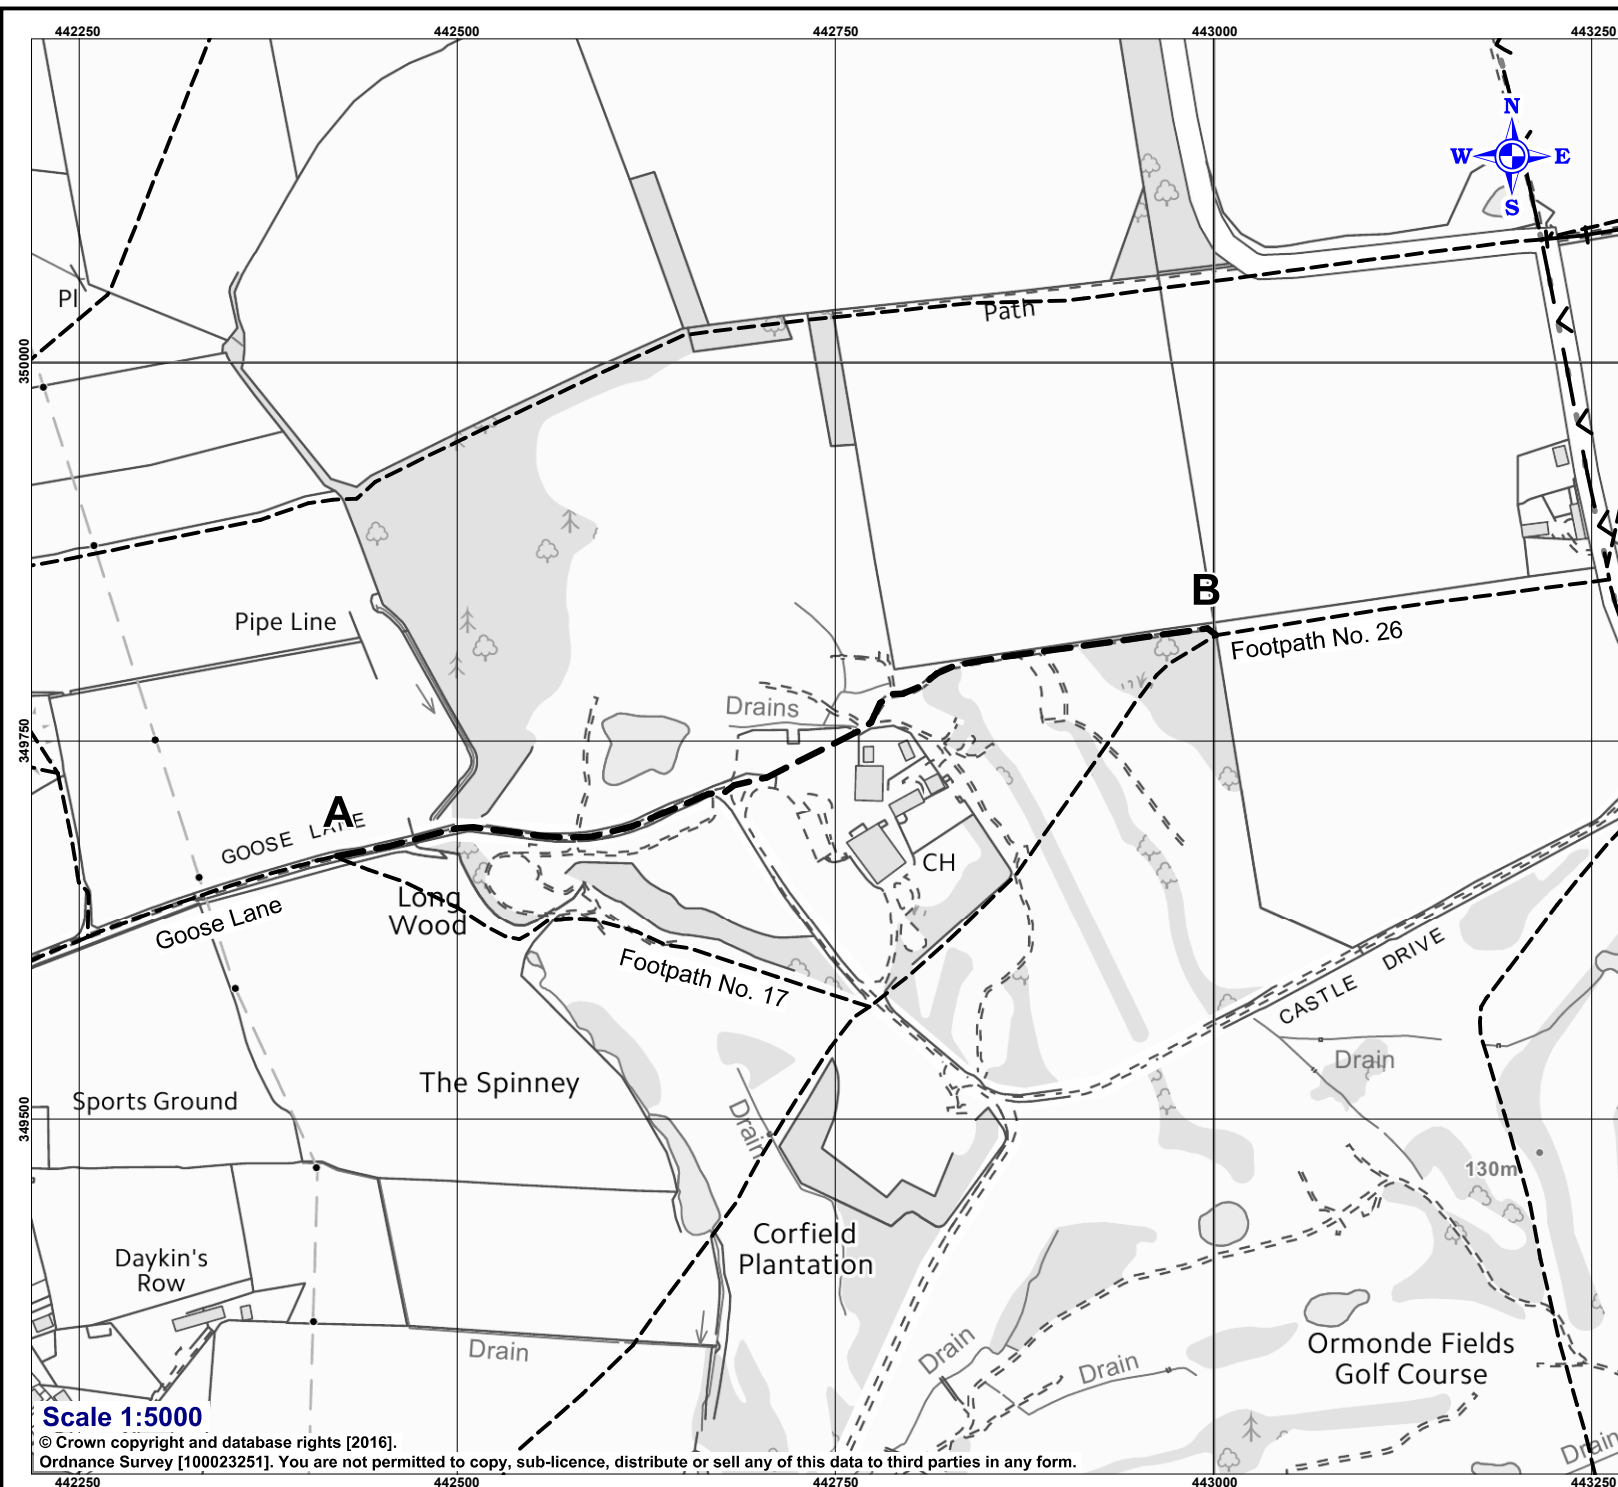 442250
442500
442750
443000
443250
N
W
E
S
Pl
Path
350000
B
Footpath No. 26
Pipe Line
Drains
349750
A
GOOSE LANE
CH
Long
Wood
Goose Lane
Footpath No. 17
CASTLE DRIVE
Drain
The Spinney
Sports Ground
Drain
349500
130m
Corfield
Plantation
Daykin's
Row
Drain
Drain
Drain
Ormonde Fields
Golf Course
Drain
Scale 1:5000
© Crown copyright and database rights [2016].
Ordnance Survey [100023251]. You are not permitted to copy, sub-licence, distribute or sell any of this data to third parties in any form.
442250
442500
442750
443000
443250